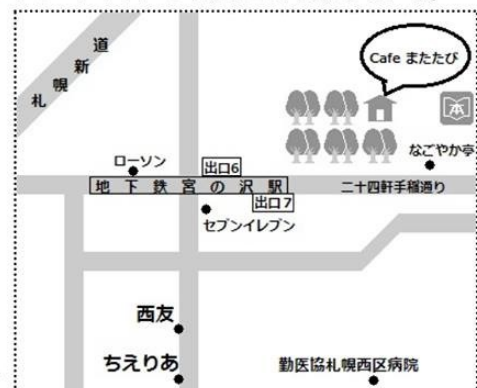 Cafe またたび
札幌新道
本
なごやか亭
ローソン
出口6
地下鉄宮の沢駅
二十四軒手稲通り
出口7
セブンイレブン
西友
ちえりあ
勤医協札幌西区病院